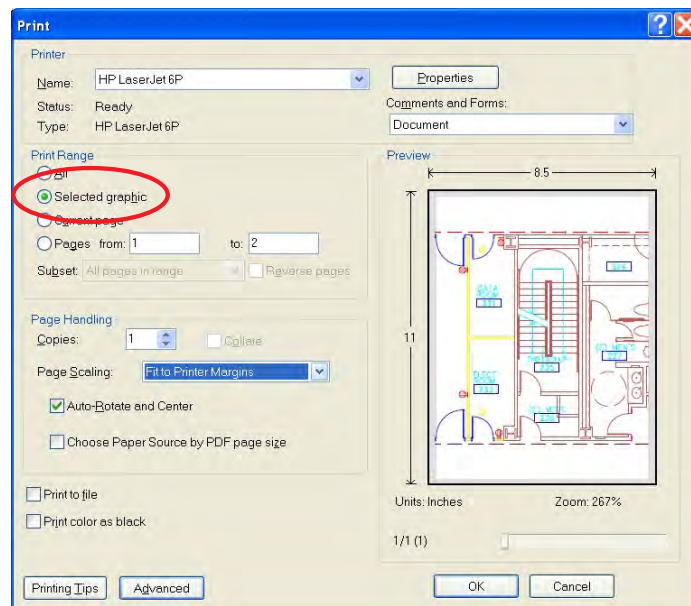 Print
Printer
Name: HP LaserJet 6P
Properties
Status: Ready
Comments and Forms:
Type: HP LaserJet 6P
Document
Print Range
All
Selected graphic
Current page
Pages from: 1 to: 2
Subset: All pages in range Reverse pages
Preview
8.5
11
DATA
ROOM
ELECT
ROOM
Page Handling
Copies: 1 Collate
Page Scaling: Fit to Printer Margins
Auto-Rotate and Center
Choose Paper Source by PDF page size
Print to file
Print color as black
Units: Inches Zoom: 267%
1/1 (1)
Printing Tips Advanced OK Cancel